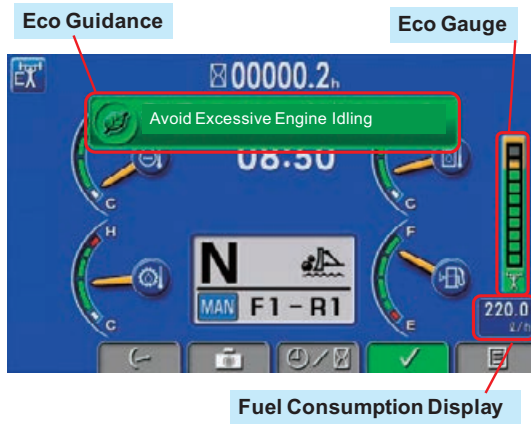 Eco Guidance
Eco Gauge
E
00000.2h
Avoid Excessive Engine Idling
08:50
C
C
H
F
N
MAN F1-R1
C
E
220.0
ℓ/h
Fuel Consumption Display